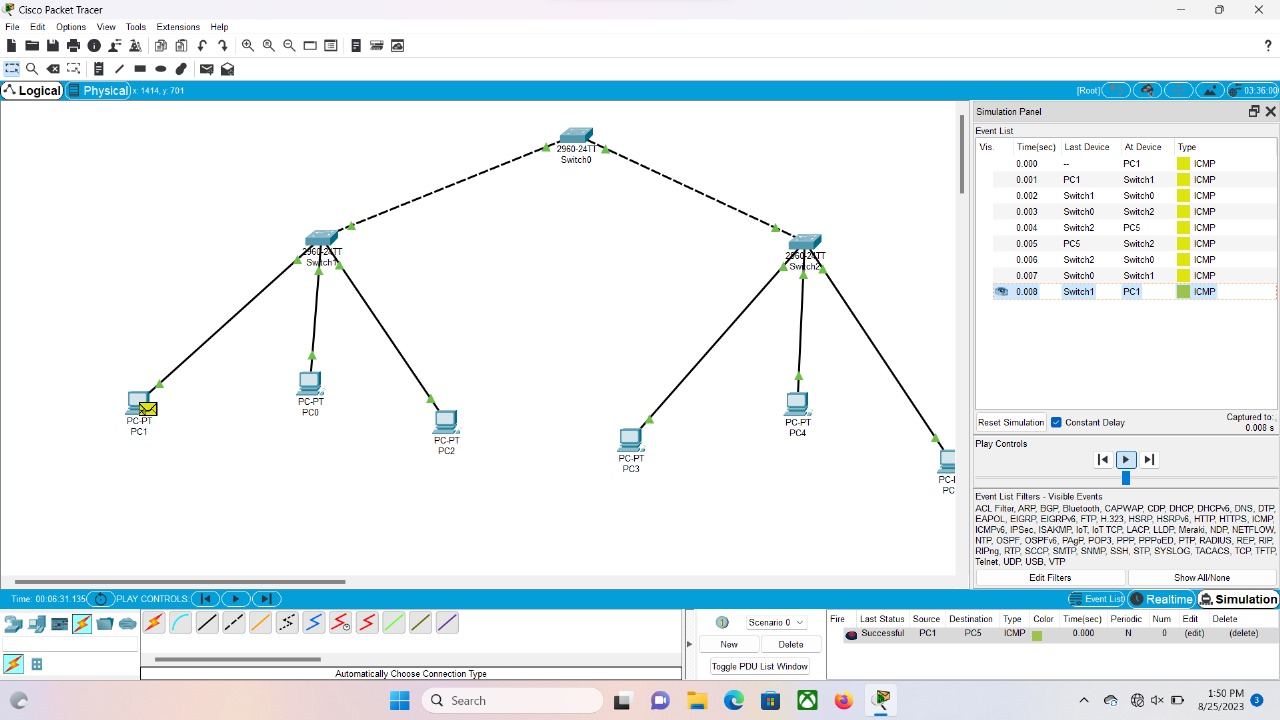 Cisco Packet Tracer
File Edit Options View Tools Extensions Help
?
Logical Physical x: 1414, y: 701 [Root] 03:36:00
2960-24TT
Switch0
2960-24TT
Switch1
2960-24TT
Switch2
PC-PT
PC1
PC-PT
PC0
PC-PT
PC2
PC-PT
PC3
PC-PT
PC4
PC-
PC
Simulation Panel
Event List
Vis. Time(sec) Last Device At Device Type
0.000 -- PC1 ICMP
0.001 PC1 Switch1 ICMP
0.002 Switch1 Switch0 ICMP
0.003 Switch0 Switch2 ICMP
0.004 Switch2 PC5 ICMP
0.005 PC5 Switch2 ICMP
0.006 Switch2 Switch0 ICMP
0.007 Switch0 Switch1 ICMP
0.008 Switch1 PC1 ICMP
Reset Simulation Constant Delay Captured to:
0.008 s
Play Controls
Event List Filters - Visible Events
ACL Filter, ARP, BGP, Bluetooth, CAPWAP, CDP, DHCP, DHCPv6, DNS, DTP,
EAPOL, EIGRP, EIGRPv6, FTP, H.323, HSRP, HSRPv6, HTTP, HTTPS, ICMP,
ICMPv6, IPSec, ISAKMP, IoT, IoT TCP, LACP, LLDP, Meraki, NDP, NETFLOW,
NTP, OSPF, OSPFv6, PAgP, POP3, PPP, PPPoED, PTP, RADIUS, REP, RIP,
RIPng, RTP, SCCP, SMTP, SNMP, SSH, STP, SYSLOG, TACACS, TCP, TFTP,
Telnet, UDP, USB, VTP
Edit Filters Show All/None
Time: 00:06:31.135 PLAY CONTROLS: Event List Realtime Simulation
Automatically Choose Connection Type
Scenario 0
New Delete
Toggle PDU List Window
Fire Last Status Source Destination Type Color Time(sec) Periodic Num Edit Delete
Successful PC1 PC5 ICMP 0.000 N 0 (edit) (delete)
Search
1:50 PM
8/25/2023
3